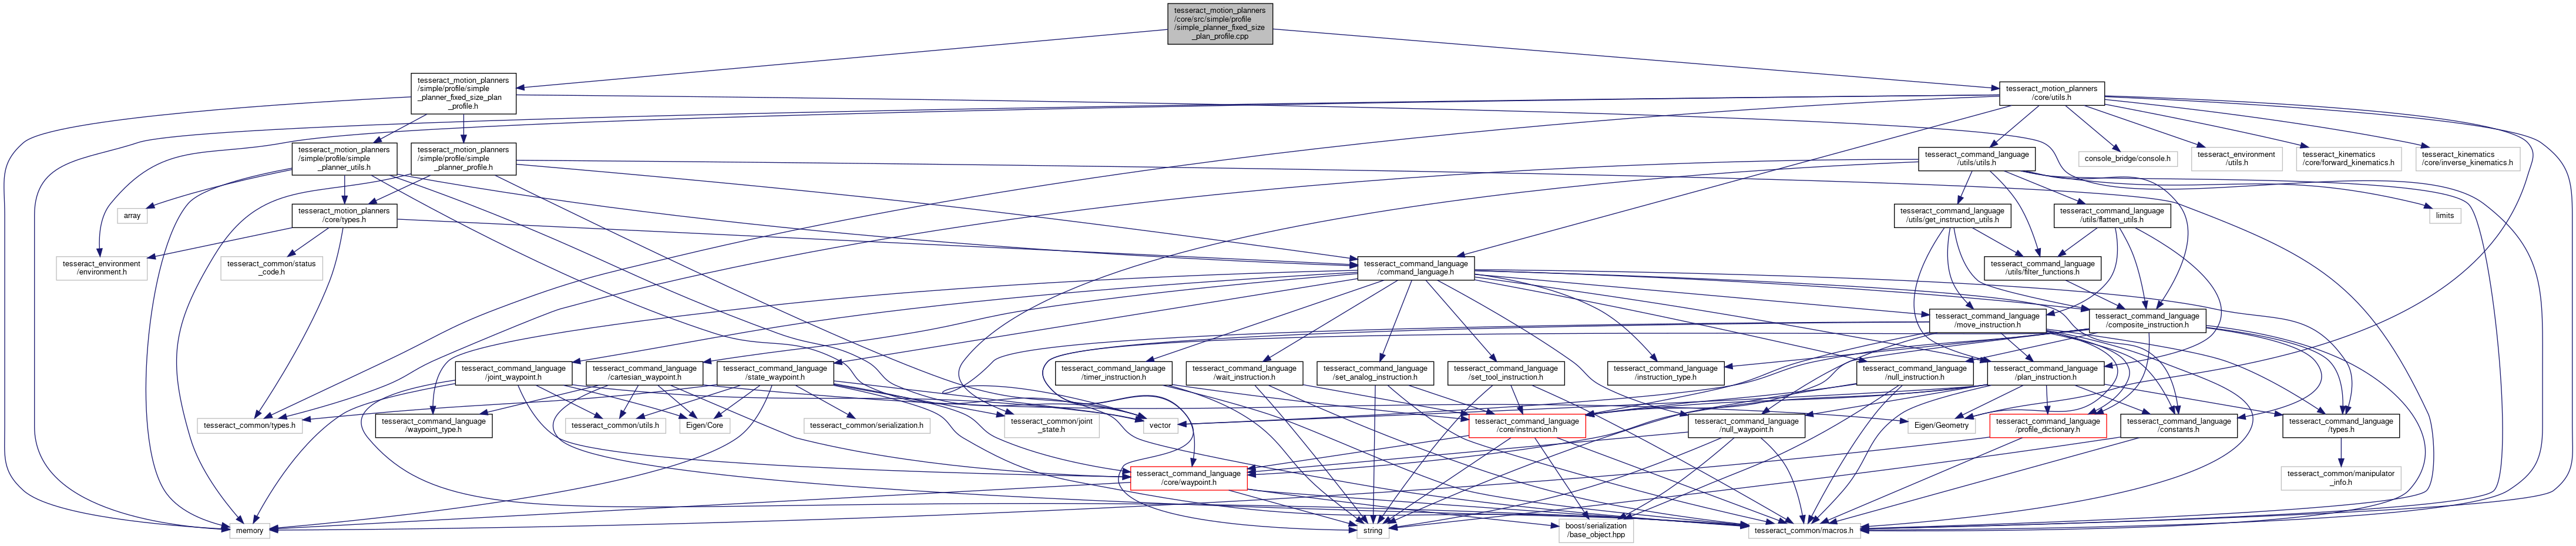 tesseract_motion_planners
/core/src/simple/profile
/simple_planner_fixed_size
_plan_profile.cpp
tesseract_motion_planners
/simple/profile/simple
_planner_fixed_size_plan
_profile.h
tesseract_motion_planners
/core/utils.h
tesseract_motion_planners
/simple/profile/simple
_planner_utils.h
tesseract_motion_planners
/simple/profile/simple
_planner_profile.h
tesseract_command_language
/utils/utils.h
console_bridge/console.h
tesseract_environment
/utils.h
tesseract_kinematics
/core/forward_kinematics.h
tesseract_kinematics
/core/inverse_kinematics.h
array
tesseract_motion_planners
/core/types.h
tesseract_command_language
/utils/get_instruction_utils.h
tesseract_command_language
/utils/flatten_utils.h
limits
tesseract_environment
/environment.h
tesseract_common/status
_code.h
tesseract_command_language
/command_language.h
tesseract_command_language
/utils/filter_functions.h
tesseract_command_language
/move_instruction.h
tesseract_command_language
/composite_instruction.h
tesseract_command_language
/joint_waypoint.h
tesseract_command_language
/cartesian_waypoint.h
tesseract_command_language
/state_waypoint.h
tesseract_command_language
/timer_instruction.h
tesseract_command_language
/wait_instruction.h
tesseract_command_language
/set_analog_instruction.h
tesseract_command_language
/set_tool_instruction.h
tesseract_command_language
/instruction_type.h
tesseract_command_language
/null_instruction.h
tesseract_command_language
/plan_instruction.h
tesseract_common/types.h
tesseract_command_language
/waypoint_type.h
tesseract_common/utils.h
Eigen/Core
tesseract_common/serialization.h
tesseract_common/joint
_state.h
vector
tesseract_command_language
/core/instruction.h
tesseract_command_language
/null_waypoint.h
Eigen/Geometry
tesseract_command_language
/profile_dictionary.h
tesseract_command_language
/constants.h
tesseract_command_language
/types.h
tesseract_command_language
/core/waypoint.h
tesseract_common/manipulator
_info.h
memory
string
boost/serialization
/base_object.hpp
tesseract_common/macros.h